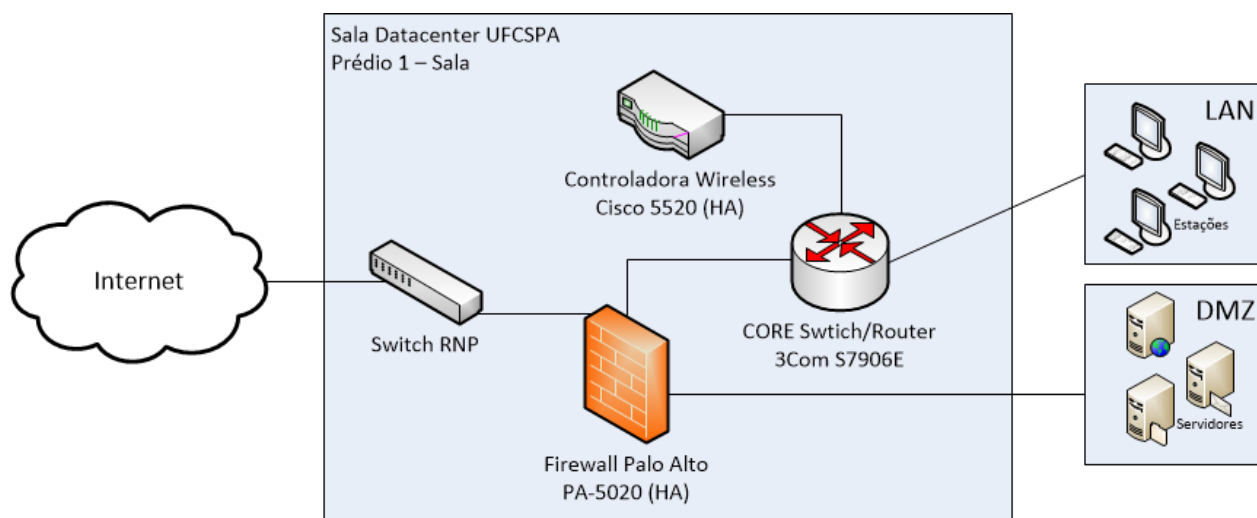 Sala Datacenter UFCSPA
Prédio 1 – Sala
Controladora Wireless
Cisco 5520 (HA)
LAN
Estações
Internet
Switch RNP
CORE Swtich/Router
3Com S7906E
DMZ
Servidores
Firewall Palo Alto
PA-5020 (HA)